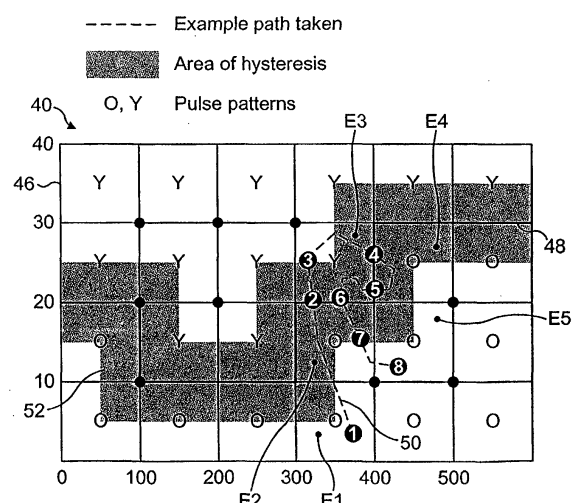 Example path taken
Area of hysteresis
O, Y Pulse patterns
40
E3 E4
40
46
Y Y Y Y Y Y
30
48
3 4
Y Y Y O O
2 6 5
20
E5
O Y Y 7 O O
8
10
52
O O O O O O
1
50
0 100 200 300 400 500
E2 E1